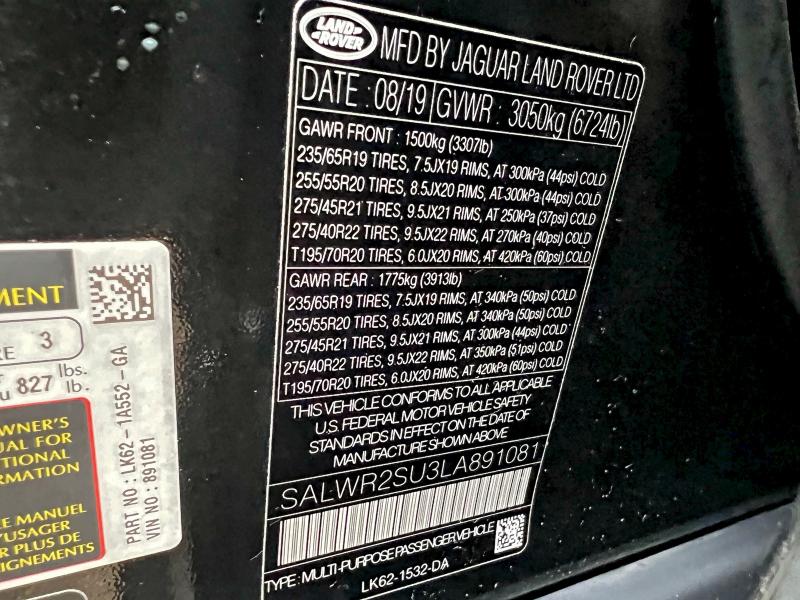 LAND
ROVER
MFD BY JAGUAR LAND ROVER LTD
DATE : 08/19 GVWR : 3050kg (6724lb)
GAWR FRONT : 1500kg (3307lb)
235/65R19 TIRES, 7.5JX19 RIMS, AT 300kPa (44psi) COLD
255/55R20 TIRES, 8.5JX20 RIMS, AT 300kPa (44psi) COLD
275/45R21 TIRES, 9.5JX21 RIMS, AT 250kPa (37psi) COLD
275/40R22 TIRES, 9.5JX22 RIMS, AT 270kPa (40psi) COLD
T195/70R20 TIRES, 6.0JX20 RIMS, AT 420kPa (60psi) COLD
GAWR REAR : 1775kg (3913lb)
235/65R19 TIRES, 7.5JX19 RIMS, AT 340kPa (50psi) COLD
255/55R20 TIRES, 8.5JX20 RIMS, AT 340kPa (50psi) COLD
275/45R21 TIRES, 9.5JX21 RIMS, AT 300kPa (44psi) COLD
275/40R22 TIRES, 9.5JX22 RIMS, AT 350kPa (51psi) COLD
T195/70R20 TIRES, 6.0JX20 RIMS, AT 420kPa (60psi) COLD
THIS VEHICLE CONFORMS TO ALL APPLICABLE
U.S. FEDERAL MOTOR VEHICLE SAFETY
STANDARDS IN EFFECT ON THE DATE OF
MANUFACTURE SHOWN ABOVE
SALWR2SU3LA891081
TYPE : MULTI-PURPOSE PASSENGER VEHICLE
LK62-1532-DA
MENT
RE 3
lbs.
827 lb.
OWNER'S
UAL FOR
TIONAL
RMATION
E MANUEL
'USAGER
R PLUS DE
IGNEMENTS
PART NO : LK62-1A552-GA
VIN NO : 891081